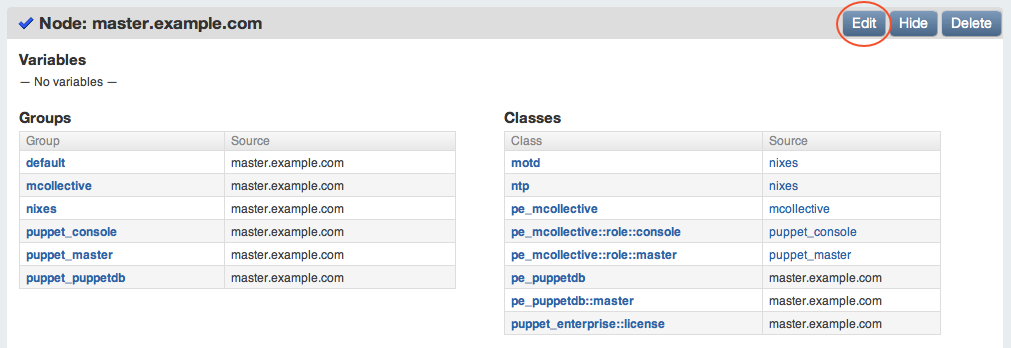 Node: master.example.com
Edit Hide Delete
Variables
— No variables —
Groups
Group Source
default master.example.com
mcollective master.example.com
nixes master.example.com
puppet_console master.example.com
puppet_master master.example.com
puppet_puppetdb master.example.com
Classes
Class Source
motd nixes
ntp nixes
pe_mcollective mcollective
pe_mcollective::role::console puppet_console
pe_mcollective::role::master puppet_master
pe_puppetdb master.example.com
pe_puppetdb::master master.example.com
puppet_enterprise::license master.example.com